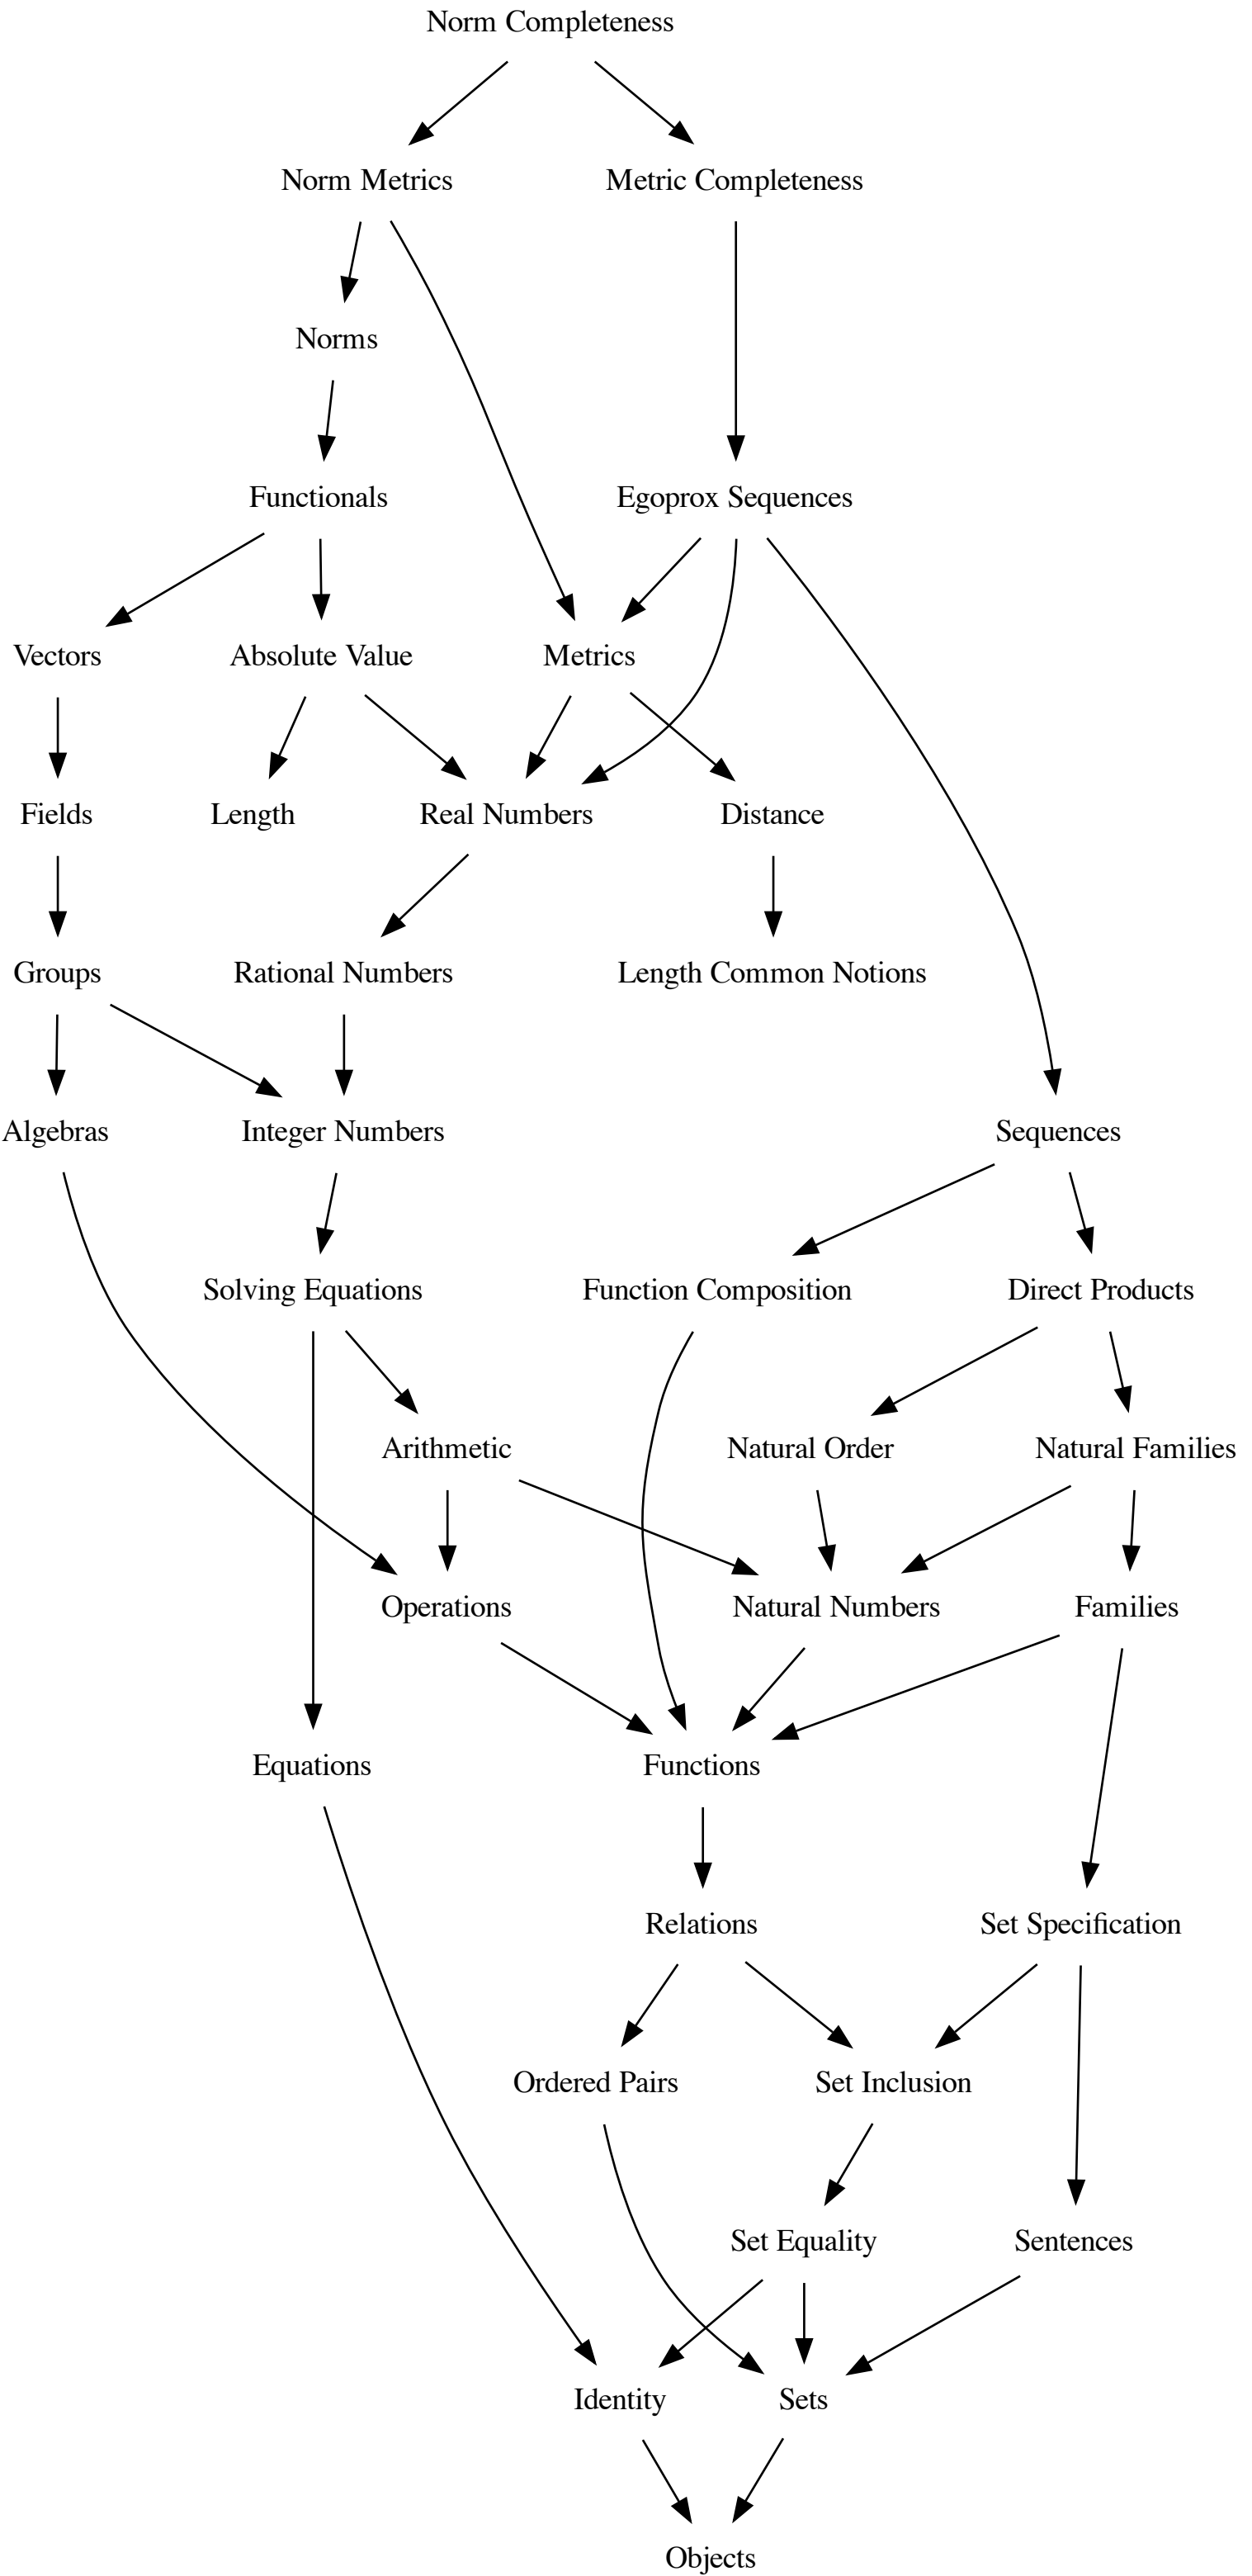 Norm Completeness
Norm Metrics
Metric Completeness
Norms
Functionals
Egoprox Sequences
Vectors
Absolute Value
Metrics
Fields
Length
Real Numbers
Distance
Groups
Rational Numbers
Length Common Notions
Algebras
Integer Numbers
Sequences
Solving Equations
Function Composition
Direct Products
Arithmetic
Natural Order
Natural Families
Operations
Natural Numbers
Families
Equations
Functions
Relations
Set Specification
Ordered Pairs
Set Inclusion
Set Equality
Sentences
Identity
Sets
Objects